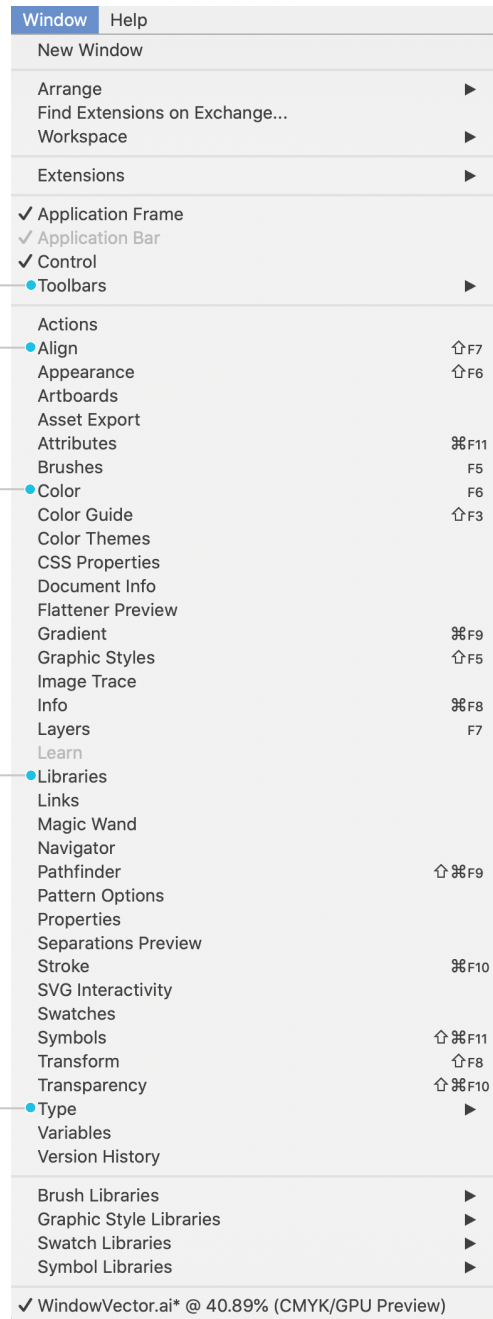 Window Help
New Window
Arrange ▶
Find Extensions on Exchange...
Workspace ▶
Extensions ▶
✓ Application Frame
✓ Application Bar
✓ Control
Toolbars ▶
Actions
Align ⇧F7
Appearance ⇧F6
Artboards
Asset Export
Attributes ⌘F11
Brushes F5
Color F6
Color Guide ⇧F3
Color Themes
CSS Properties
Document Info
Flattener Preview
Gradient ⌘F9
Graphic Styles ⇧F5
Image Trace
Info ⌘F8
Layers F7
Learn
Libraries
Links
Magic Wand
Navigator
Pathfinder ⇧⌘F9
Pattern Options
Properties
Separations Preview
Stroke ⌘F10
SVG Interactivity
Swatches
Symbols ⇧⌘F11
Transform ⇧F8
Transparency ⇧⌘F10
Type ▶
Variables
Version History
Brush Libraries ▶
Graphic Style Libraries ▶
Swatch Libraries ▶
Symbol Libraries ▶
✓ WindowVector.ai* @ 40.89% (CMYK/GPU Preview)